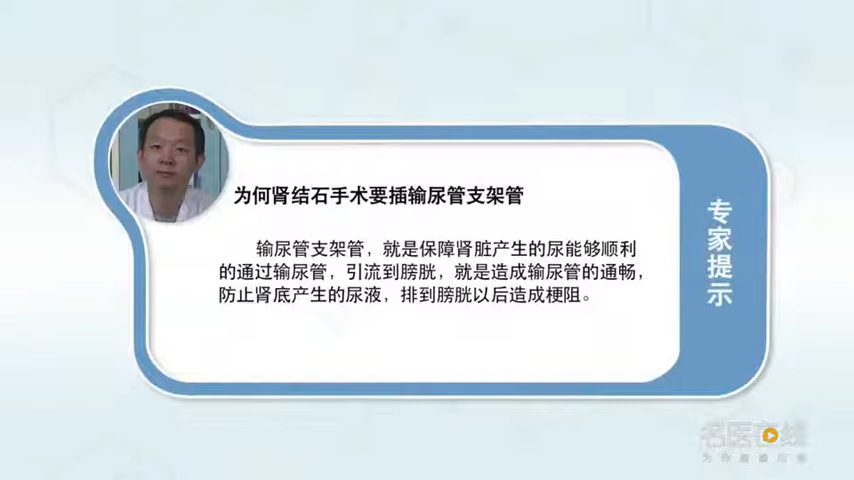 为何肾结石手术要插输尿管支架管
输尿管支架管，就是保障肾脏产生的尿能够顺利
的通过输尿管，引流到膀胱，就是造成输尿管的通畅，
防止肾底产生的尿液，排到膀胱以后造成梗阻。
专家提示
名医在线